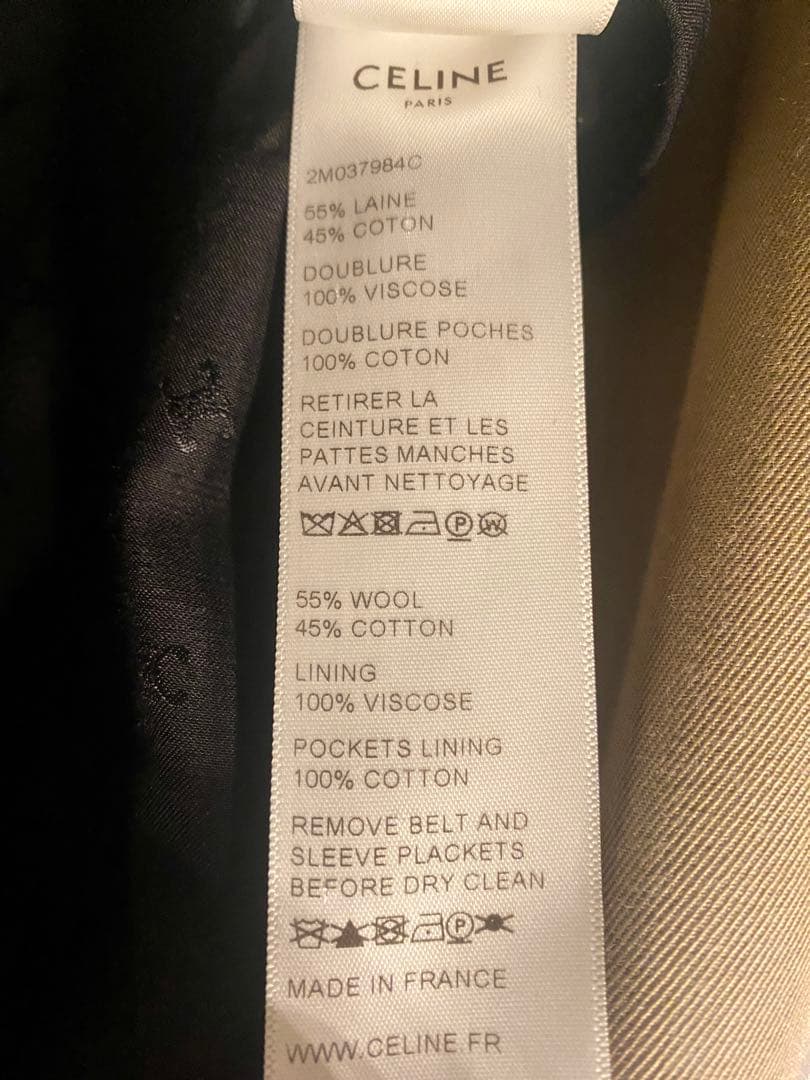 CELINE
PARIS
2M037984C
55% LAINE
45% COTON
DOUBLURE
100% VISCOSE
DOUBLURE POCHES
100% COTON
RETIRER LA
CEINTURE ET LES
PATTES MANCHES
AVANT NETTOYAGE
P W
55% WOOL
45% COTTON
LINING
100% VISCOSE
POCKETS LINING
100% COTTON
REMOVE BELT AND
SLEEVE PLACKETS
BEFORE DRY CLEAN
P
MADE IN FRANCE
WWW.CELINE.FR